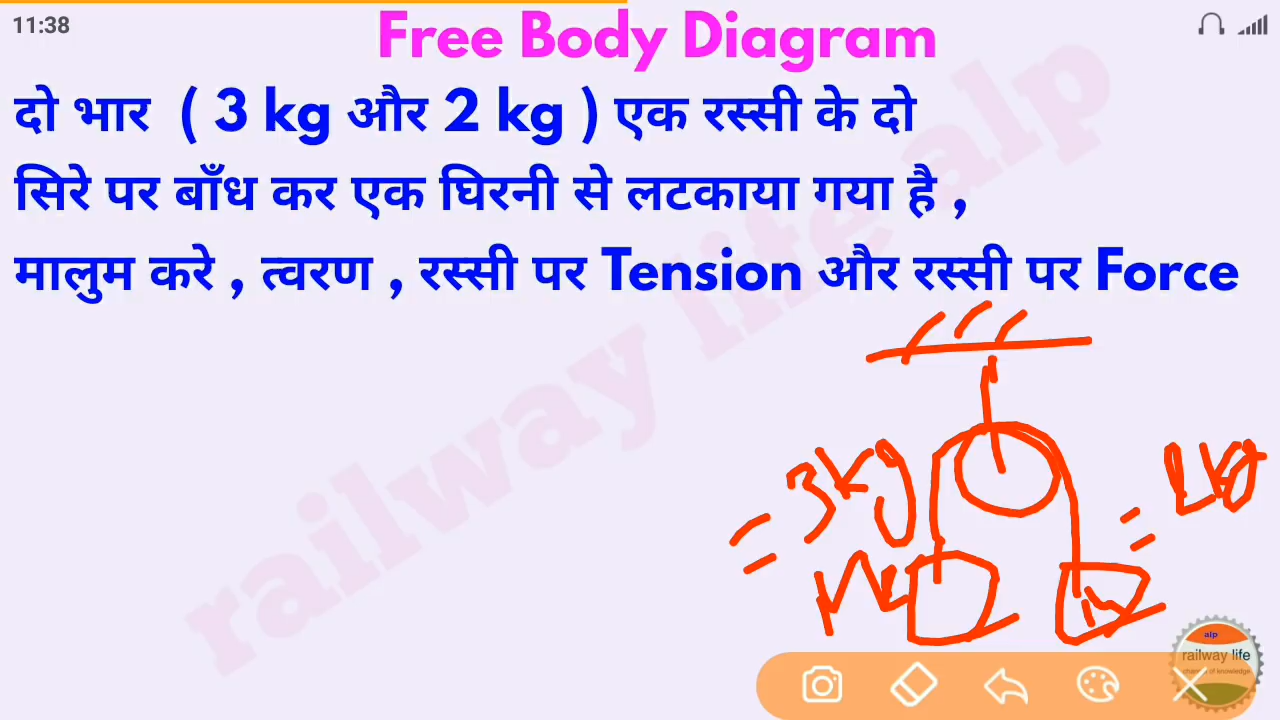 11:38
Free Body Diagram
दो भार ( 3 kg और 2 kg ) एक रस्सी के दो
सिरे पर बाँध कर एक घिरनी से लटकाया गया है ,
मालुम करे , त्वरण , रस्सी पर Tension और रस्सी पर Force
railway life alp
= 3kg
= 2kg
alp
railway life